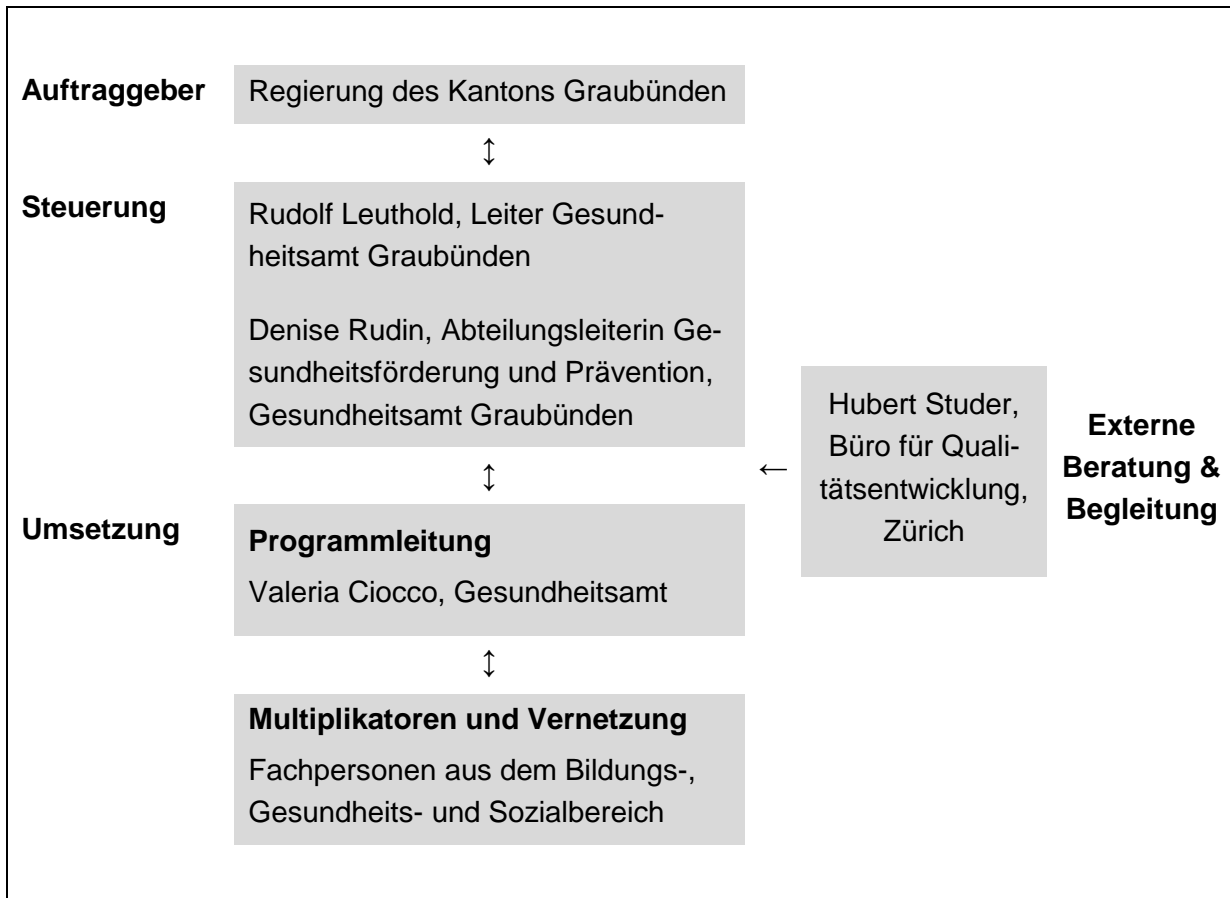 Auftraggeber
Regierung des Kantons Graubünden
↕
Steuerung
Rudolf Leuthold, Leiter Gesund-
heitsamt Graubünden
Denise Rudin, Abteilungsleiterin Ge-
sundheitsförderung und Prävention,
Gesundheitsamt Graubünden
↕
←
Hubert Studer,
Büro für Quali-
tätsentwicklung,
Zürich
Externe
Beratung &
Begleitung
Umsetzung
Programmleitung
Valeria Ciocco, Gesundheitsamt
↕
Multiplikatoren und Vernetzung
Fachpersonen aus dem Bildungs-,
Gesundheits- und Sozialbereich